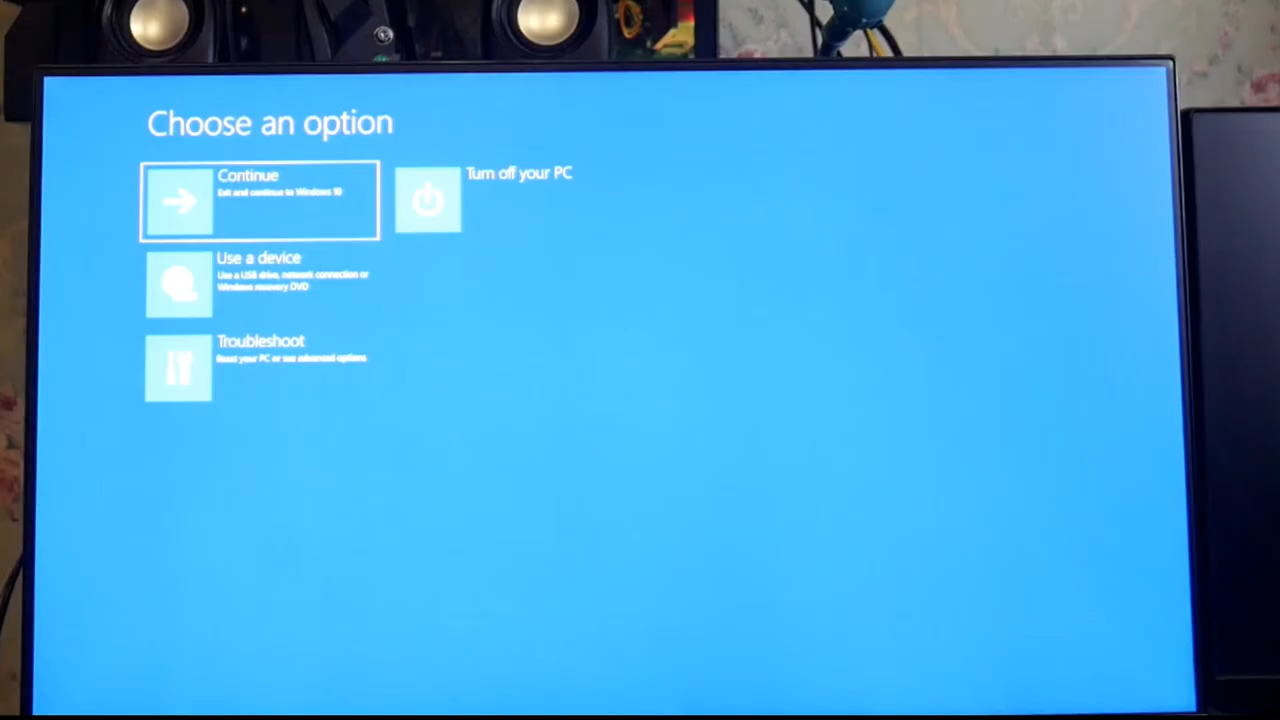 Choose an option
Continue
Exit and continue to Windows 10
Turn off your PC
Use a device
Use a USB drive, network connection or
Windows recovery DVD
Troubleshoot
Reset your PC or see advanced options